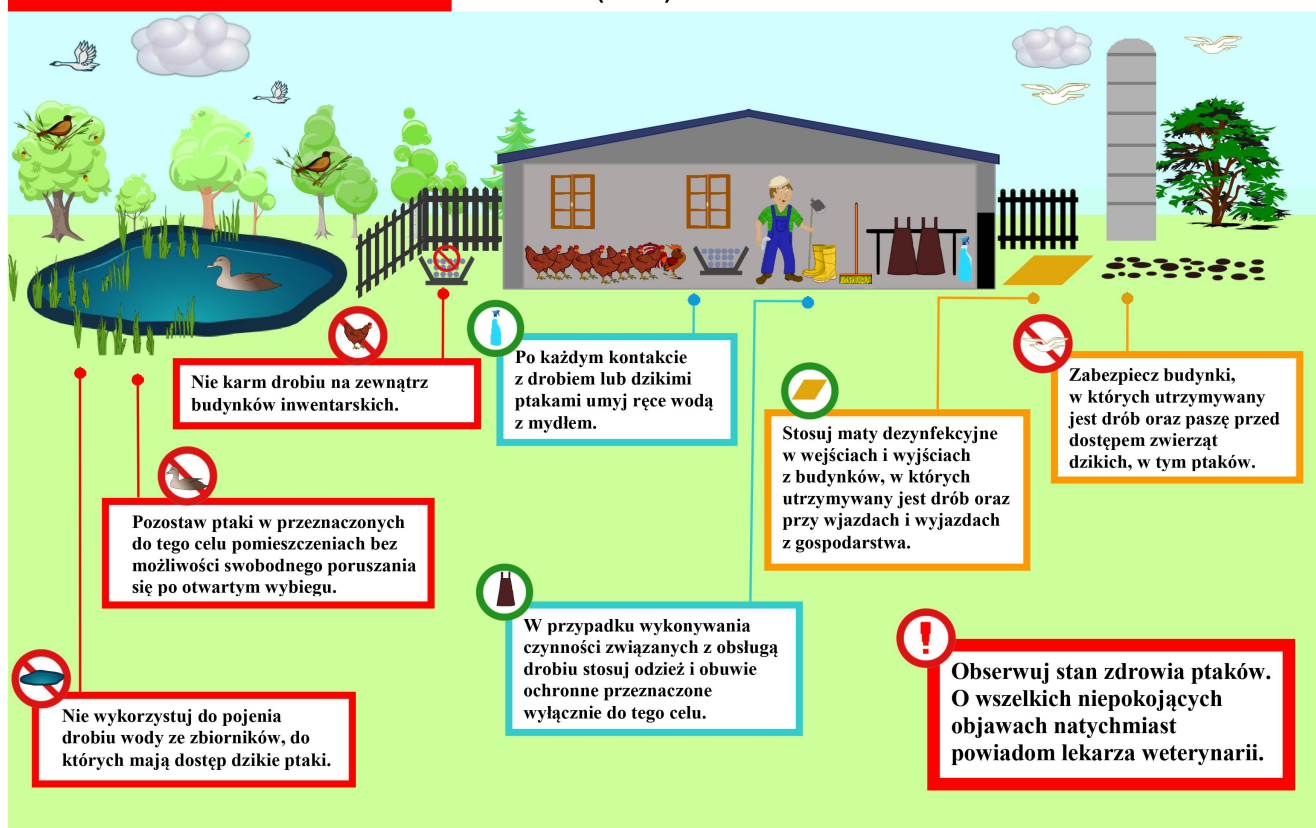 Nie karm drobiu na zewnątrz
budynków inwentarskich.
Po każdym kontakcie
z drobiem lub dzikimi
ptakami umyj ręce wodą
z mydłem.
Stosuj maty dezynfekcyjne
w wejściach i wyjściach
z budynków, w których
utrzymywany jest drób oraz
przy wjazdach i wyjazdach
z gospodarstwa.
Zabezpiecz budynki,
w których utrzymywany
jest drób oraz paszę przed
dostępem zwierząt
dzikich, w tym ptaków.
Pozostaw ptaki w przeznaczonych
do tego celu pomieszczeniach bez
możliwości swobodnego poruszania
się po otwartym wybiegu.
W przypadku wykonywania
czynności związanych z obsługą
drobiu stosuj odzież i obuwie
ochronne przeznaczone
wyłącznie do tego celu.
Nie wykorzystuj do pojenia
drobiu wody ze zbiorników, do
których mają dostęp dzikie ptaki.
!
Obserwuj stan zdrowia ptaków.
O wszelkich niepokojących
objawach natychmiast
powiadom lekarza weterynarii.